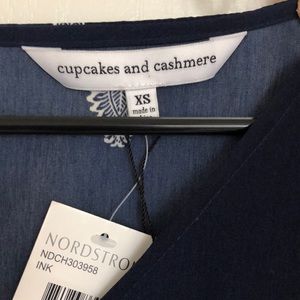 cupcakes and cashmere
XS
made in
NORDSTRO
NDCH303958
INK